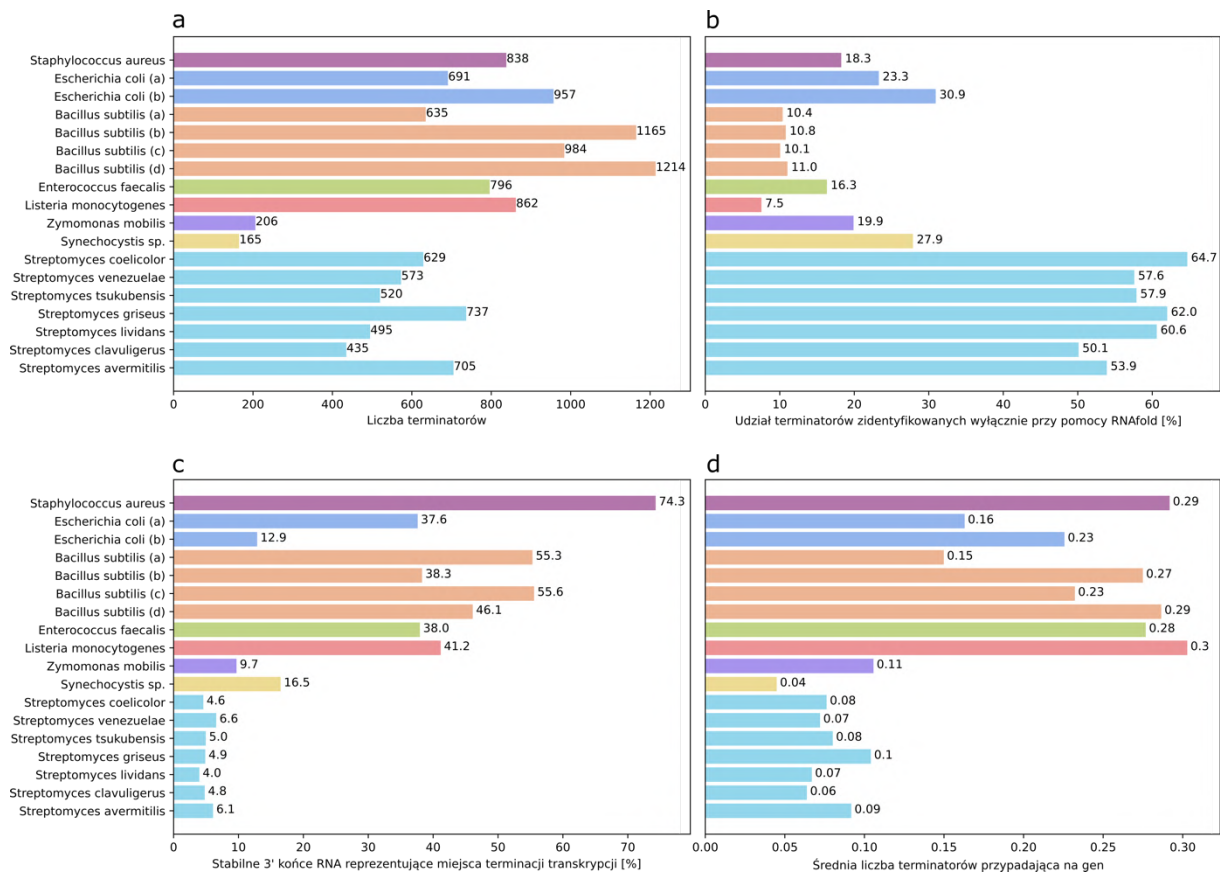 a
Staphylococcus aureus 838
Escherichia coli (a) 691
Escherichia coli (b) 957
Bacillus subtilis (a) 635
Bacillus subtilis (b) 1165
Bacillus subtilis (c) 984
Bacillus subtilis (d) 1214
Enterococcus faecalis 796
Listeria monocytogenes 862
Zymomonas mobilis 206
Synechocystis sp. 165
Streptomyces coelicolor 629
Streptomyces venezuelae 573
Streptomyces tsukubensis 520
Streptomyces griseus 737
Streptomyces lividans 495
Streptomyces clavuligerus 435
Streptomyces avermitilis 705
0 200 400 600 800 1000 1200
Liczba terminatorów
b
18.3
23.3
30.9
10.4
10.8
10.1
11.0
16.3
7.5
19.9
27.9
64.7
57.6
57.9
62.0
60.6
50.1
53.9
0 10 20 30 40 50 60
Udział terminatorów zidentyfikowanych wyłącznie przy pomocy RNAfold [%]
c
Staphylococcus aureus 74.3
Escherichia coli (a) 37.6
Escherichia coli (b) 12.9
Bacillus subtilis (a) 55.3
Bacillus subtilis (b) 38.3
Bacillus subtilis (c) 55.6
Bacillus subtilis (d) 46.1
Enterococcus faecalis 38.0
Listeria monocytogenes 41.2
Zymomonas mobilis 9.7
Synechocystis sp. 16.5
Streptomyces coelicolor 4.6
Streptomyces venezuelae 6.6
Streptomyces tsukubensis 5.0
Streptomyces griseus 4.9
Streptomyces lividans 4.0
Streptomyces clavuligerus 4.8
Streptomyces avermitilis 6.1
0 10 20 30 40 50 60 70
Stabilne 3' końce RNA reprezentujące miejsca terminacji transkrypcji [%]
d
0.29
0.16
0.23
0.15
0.27
0.23
0.29
0.28
0.3
0.11
0.04
0.08
0.07
0.08
0.1
0.07
0.06
0.09
0.00 0.05 0.10 0.15 0.20 0.25 0.30
Średnia liczba terminatorów przypadająca na gen